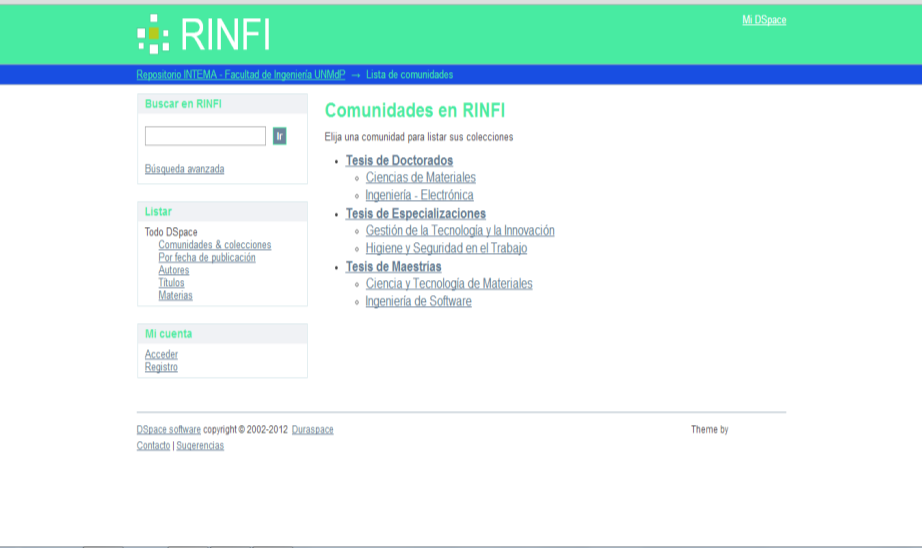 RINFI
Mi DSpace
Repositorio INTEMA - Facultad de Ingeniería UNMdP → Lista de comunidades
Buscar en RINFI
Ir
Búsqueda avanzada
Listar
Todo DSpace
Comunidades & colecciones
Por fecha de publicación
Autores
Títulos
Materias
Mi cuenta
Acceder
Registro
Comunidades en RINFI
Elija una comunidad para listar sus colecciones
Tesis de Doctorados
Ciencias de Materiales
Ingeniería - Electrónica
Tesis de Especializaciones
Gestión de la Tecnología y la Innovación
Higiene y Seguridad en el Trabajo
Tesis de Maestrias
Ciencia y Tecnología de Materiales
Ingeniería de Software
DSpace software copyright © 2002-2012 Duraspace
Theme by
Contacto | Sugerencias